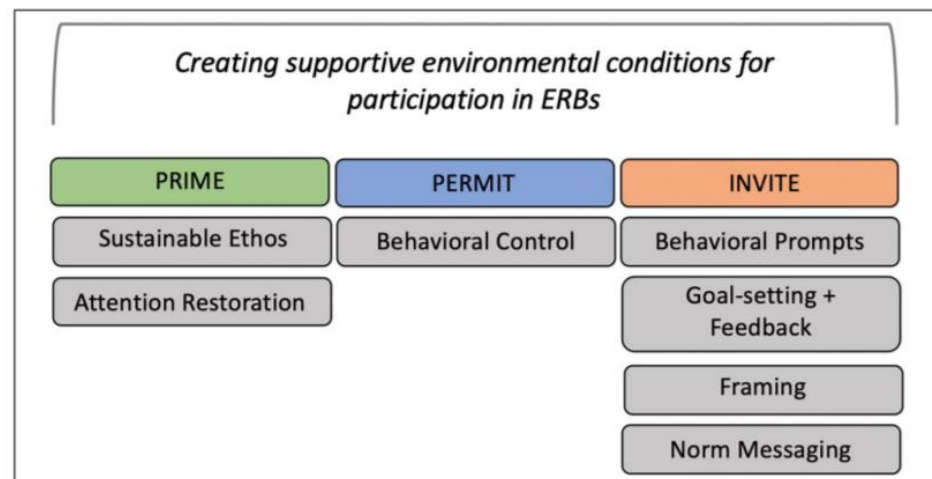 Creating supportive environmental conditions for
participation in ERBs
PRIME
PERMIT
INVITE
Sustainable Ethos
Behavioral Control
Behavioral Prompts
Attention Restoration
Goal-setting +
Feedback
Framing
Norm Messaging